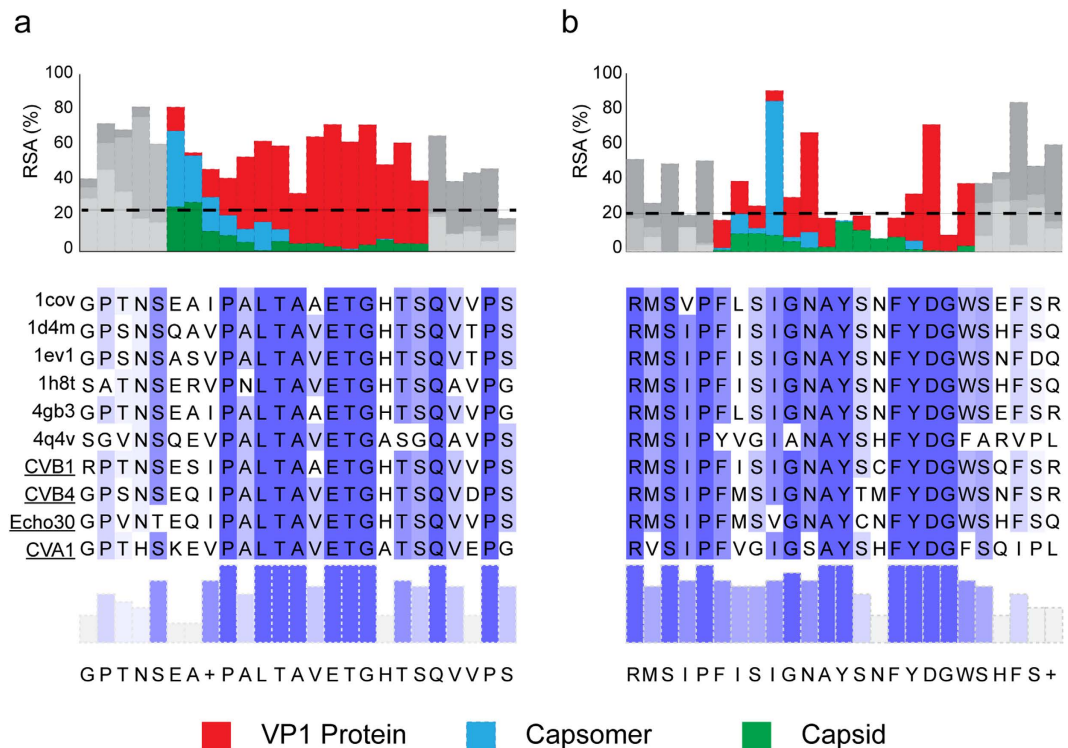 a
b
RSA (%)
100
80
60
40
20
0
RSA (%)
100
80
60
40
20
0
1cov GPTNSEAIPALTAAETGHTSQVVPS RMSVPFLSIGNAYSNFYDGWSEFSR
1d4m GPSNSQAVPALTAVETGHTSQVTPS RMSIPFISIGNAYSNFYDGWSHFSQ
1ev1 GPSNSASVPALTAVETGHTSQVTPS RMSIPFISIGNAYSNFYDGWSHFDQ
1h8t SATNSERVPNLTAVETGHTSQAVPG RMSIPFISIGNAYSNFYDGWSHFSQ
4gb3 GPTNSEAIPALTAAETGHTSQVVPG RMSIPFLSIGNAYSNFYDGWSEFSR
4q4v SGVNSQEVPALTAVETGASGQAVPS RMSIPYVGIANAYSHFYDGFARVPL
CVB1 RPTNSESIPALTAAETGHTSQVVPS RMSIPFISIGNAYSCFYDGWSQFSR
CVB4 GPSNSEQIPALTAVETGHTSQVDPS RMSIPFMSIGNAYTMFYDGWSNFSR
Echo30 GPVNTEQIPALTAVETGHTSQVVPS RMSIPFMSVGNAYCNFYDGWSHFSQ
CVA1 GPTHSKEVPALTAVETGATSQVEPG RVSIPFVGIGSAYSHFYDGFSQIPL
GPTNSEA+PALTAVETGHTSQVVPS RMSIPFISIGNAYSNFYDGWSHFS+
VP1 Protein
Capsomer
Capsid